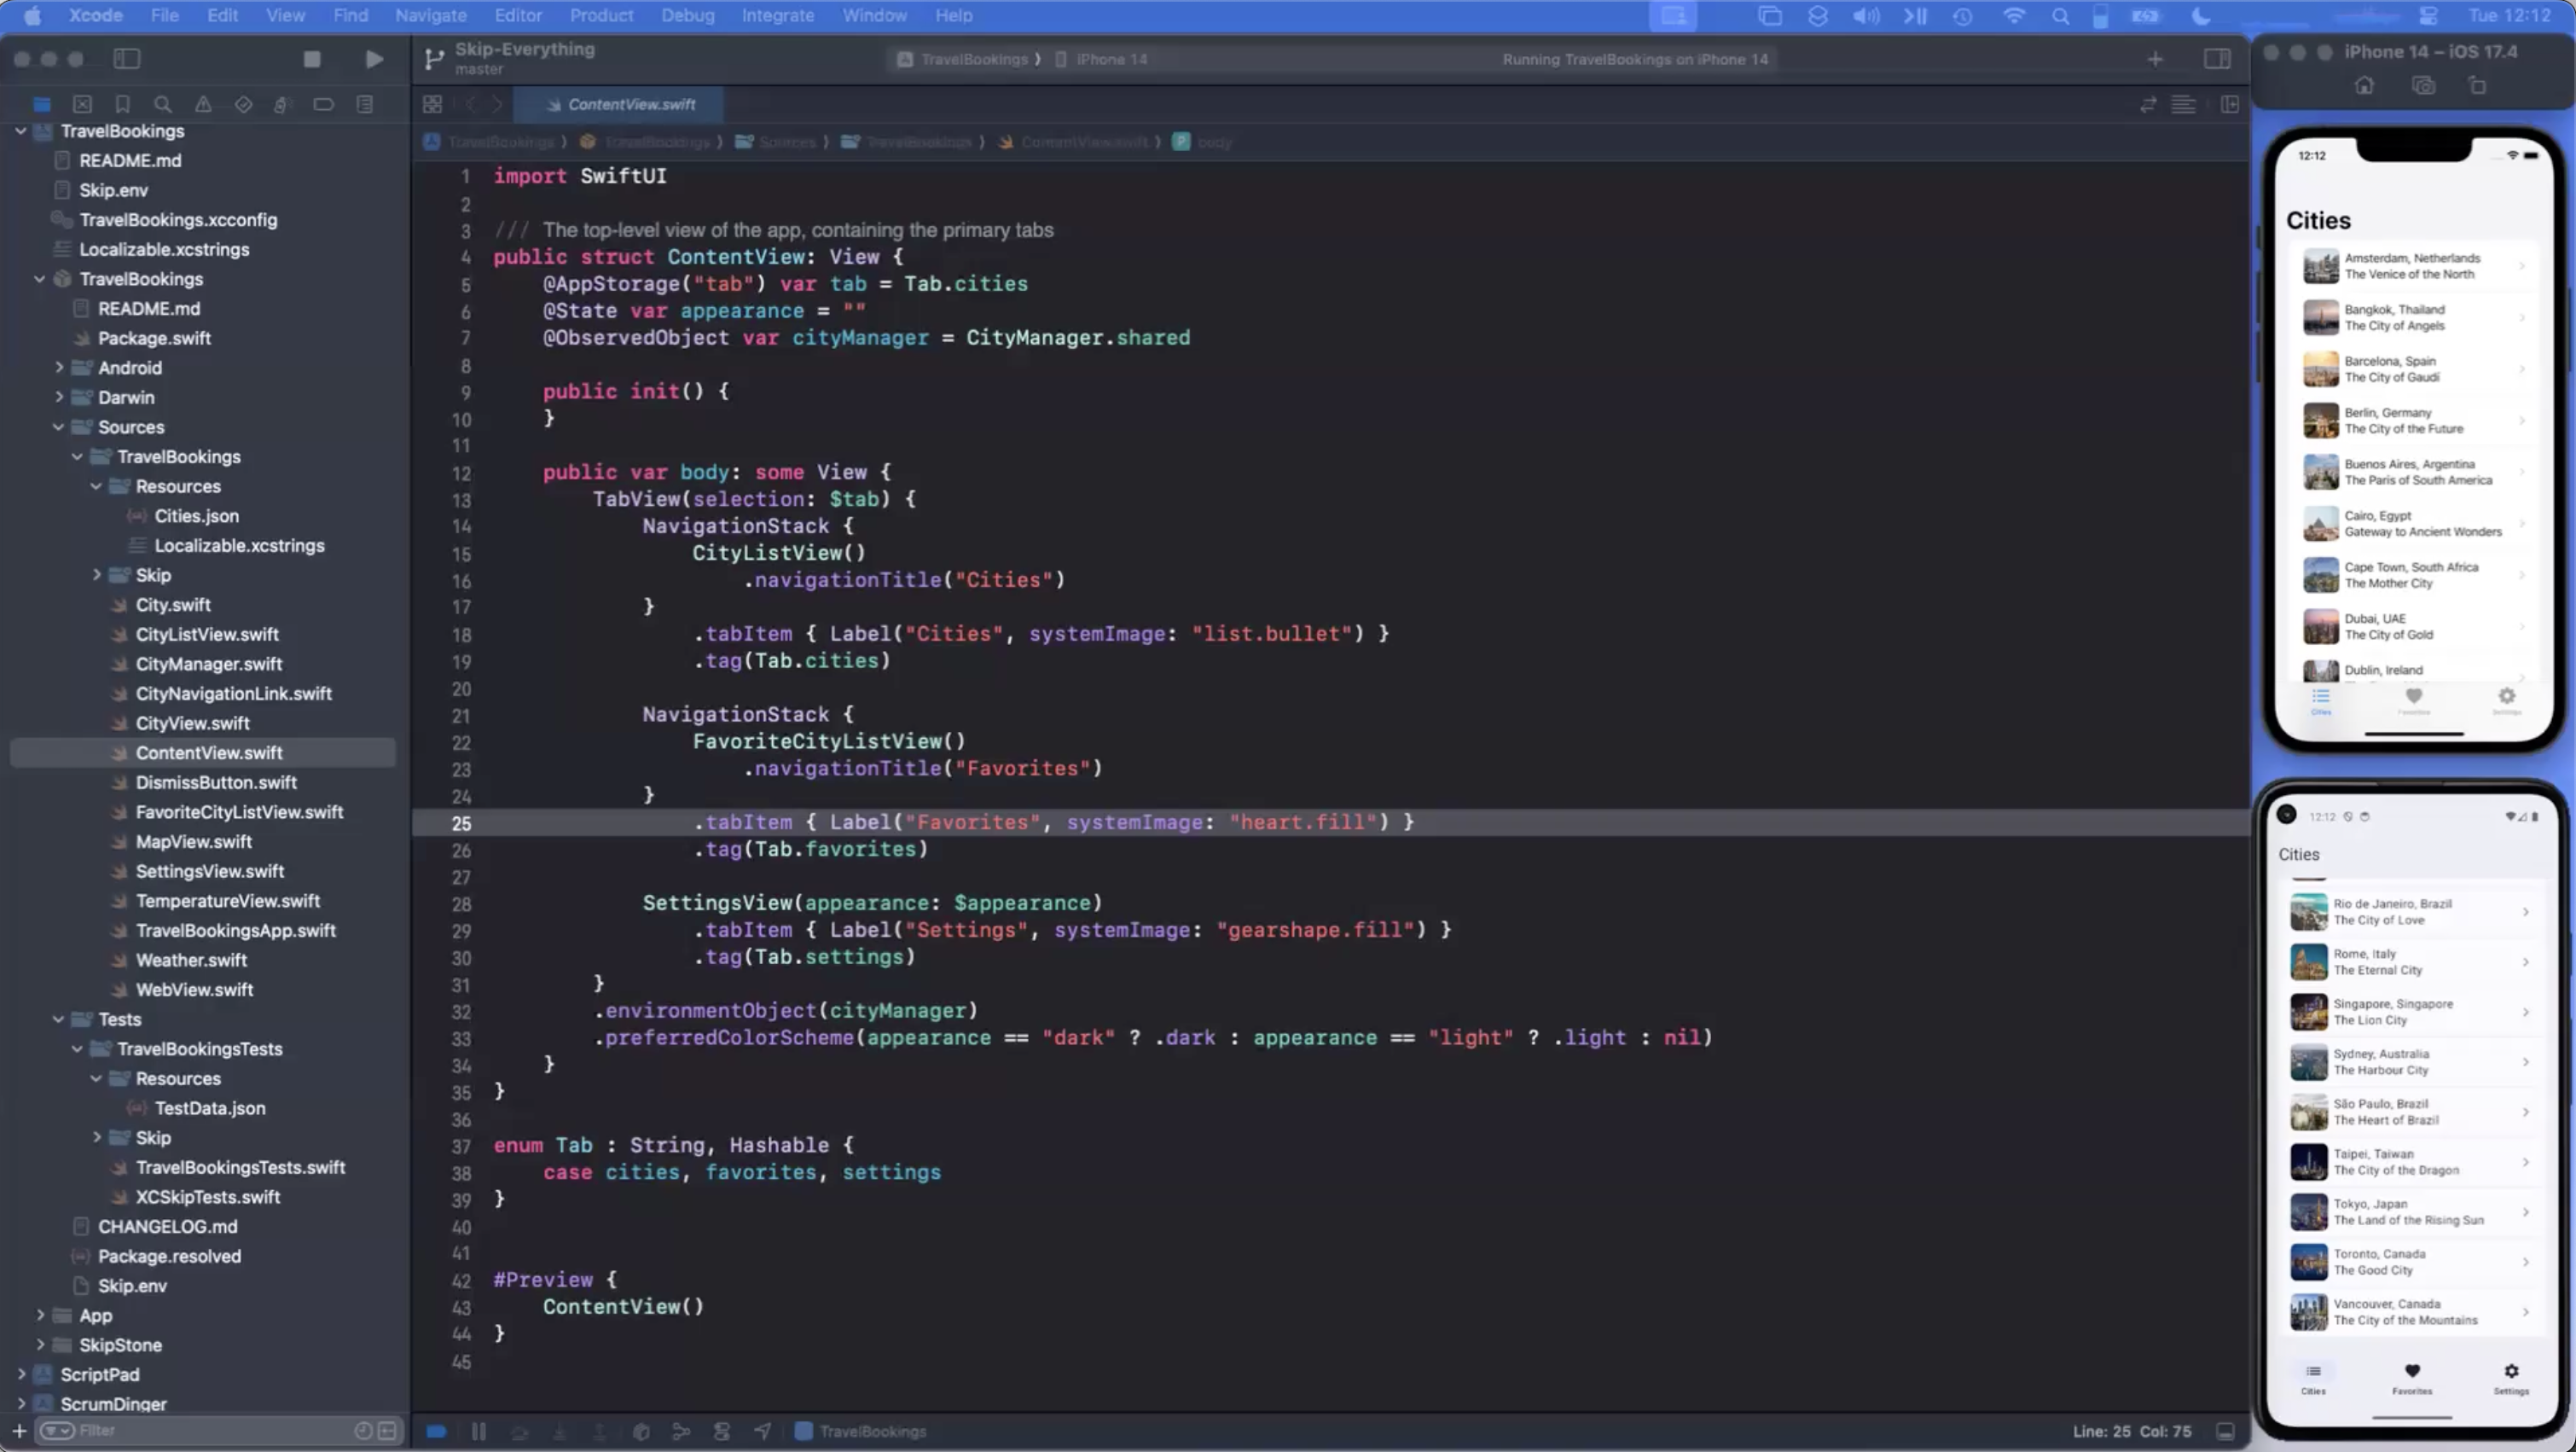 Xcode File Edit View Find Navigate Editor Product Debug Integrate Window Help
Tue 12:12
Skip-Everything
master
TravelBookings
iPhone 14
Running TravelBookings on iPhone 14
ContentView.swift
TravelBookings TravelBookings Sources TravelBookings ContentView.swift body
TravelBookings
README.md
Skip.env
TravelBookings.xcconfig
Localizable.xcstrings
TravelBookings
README.md
Package.swift
Android
Darwin
Sources
TravelBookings
Resources
Cities.json
Localizable.xcstrings
Skip
City.swift
CityListView.swift
CityManager.swift
CityNavigationLink.swift
CityView.swift
ContentView.swift
DismissButton.swift
FavoriteCityListView.swift
MapView.swift
SettingsView.swift
TemperatureView.swift
TravelBookingsApp.swift
Weather.swift
WebView.swift
Tests
TravelBookingsTests
Resources
TestData.json
Skip
TravelBookingsTests.swift
XCSkipTests.swift
CHANGELOG.md
Package.resolved
Skip.env
App
SkipStone
ScriptPad
ScrumDinger
Filter
1 import SwiftUI
2
3 /// The top-level view of the app, containing the primary tabs
4 public struct ContentView: View {
5 @AppStorage("tab") var tab = Tab.cities
6 @State var appearance = ""
7 @ObservedObject var cityManager = CityManager.shared
8
9 public init() {
10 }
11
12 public var body: some View {
13 TabView(selection: $tab) {
14 NavigationStack {
15 CityListView()
16 .navigationTitle("Cities")
17 }
18 .tabItem { Label("Cities", systemImage: "list.bullet") }
19 .tag(Tab.cities)
20
21 NavigationStack {
22 FavoriteCityListView()
23 .navigationTitle("Favorites")
24 }
25 .tabItem { Label("Favorites", systemImage: "heart.fill") }
26 .tag(Tab.favorites)
27
28 SettingsView(appearance: $appearance)
29 .tabItem { Label("Settings", systemImage: "gearshape.fill") }
30 .tag(Tab.settings)
31 }
32 .environmentObject(cityManager)
33 .preferredColorScheme(appearance == "dark" ? .dark : appearance == "light" ? .light : nil)
34 }
35 }
36
37 enum Tab : String, Hashable {
38 case cities, favorites, settings
39 }
40
41
42 #Preview {
43 ContentView()
44 }
45
TravelBookings
Line: 25 Col: 75
iPhone 14 – iOS 17.4
12:12
Cities
Amsterdam, Netherlands
The Venice of the North
Bangkok, Thailand
The City of Angels
Barcelona, Spain
The City of Gaudí
Berlin, Germany
The City of the Future
Buenos Aires, Argentina
The Paris of South America
Cairo, Egypt
Gateway to Ancient Wonders
Cape Town, South Africa
The Mother City
Dubai, UAE
The City of Gold
Dublin, Ireland
Cities Favorites Settings
12:12
Cities
Rio de Janeiro, Brazil
The City of Love
Rome, Italy
The Eternal City
Singapore, Singapore
The Lion City
Sydney, Australia
The Harbour City
São Paulo, Brazil
The Heart of Brazil
Taipei, Taiwan
The City of the Dragon
Tokyo, Japan
The Land of the Rising Sun
Toronto, Canada
The Good City
Vancouver, Canada
The City of the Mountains
Cities Favorites Settings